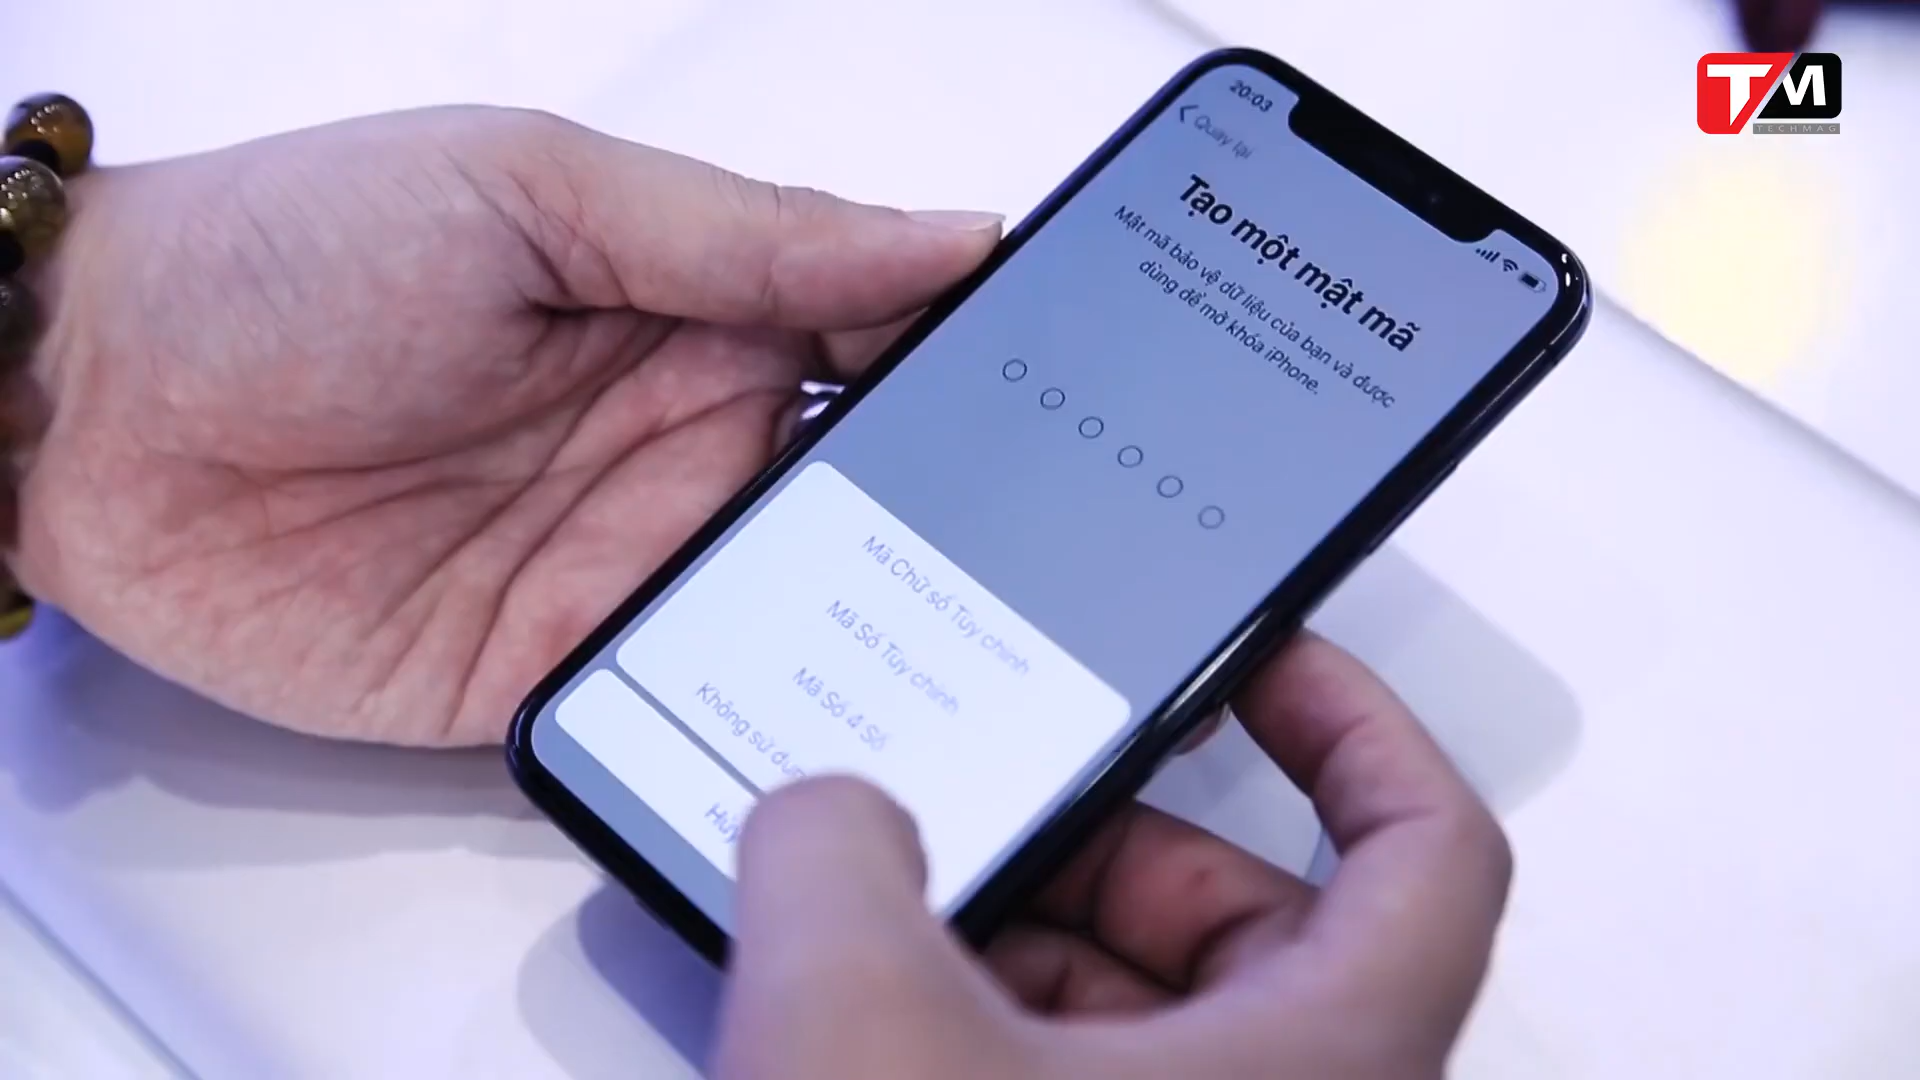 20:03
Quay lại
Tạo một mật mã
Mật mã bảo vệ dữ liệu của bạn và được
dùng để mở khóa iPhone.
Mã Chữ số Tùy chỉnh
Mã Số Tùy chỉnh
Mã Số 4 Số
Không sử
TM
TECHMAG